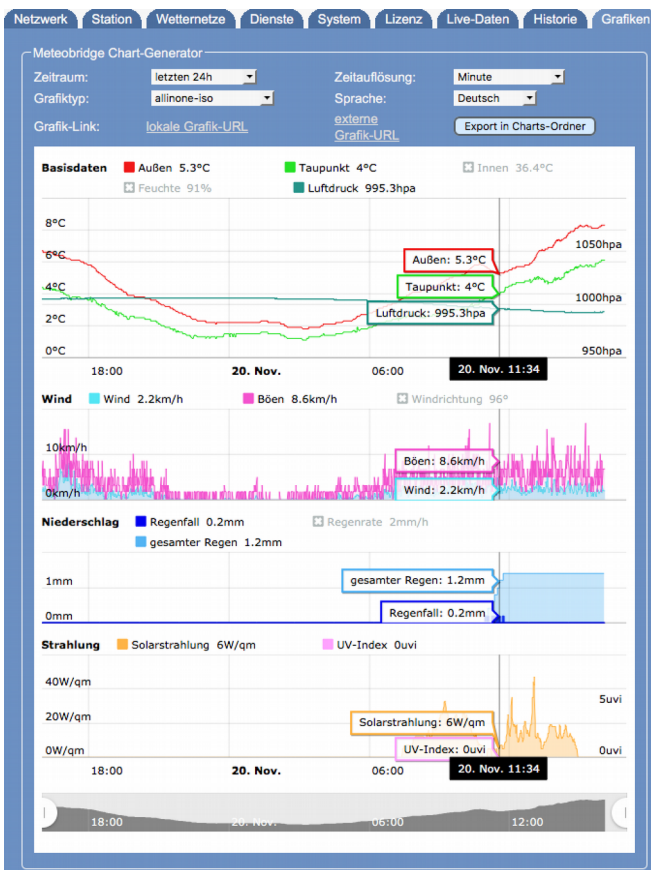 Netzwerk Station Wetternetze Dienste System Lizenz Live-Daten Historie Grafiken
Meteobridge Chart-Generator
Zeitraum: letzten 24h Zeitauflösung: Minute
Grafiktyp: allinone-iso Sprache: Deutsch
Grafik-Link: lokale Grafik-URL externe Grafik-URL Export in Charts-Ordner
Basisdaten Außen 5.3°C Taupunkt 4°C Innen 36.4°C
Feuchte 91% Luftdruck 995.3hpa
8°C
1050hpa
6°C
Außen: 5.3°C
4°C
Taupunkt: 4°C
1000hpa
2°C
Luftdruck: 995.3hpa
0°C
950hpa
18:00 20. Nov. 06:00 20. Nov. 11:34
Wind Wind 2.2km/h Böen 8.6km/h Windrichtung 96°
10km/h
Böen: 8.6km/h
0km/h
Wind: 2.2km/h
Niederschlag Regenfall 0.2mm Regenrate 2mm/h
gesamter Regen 1.2mm
1mm
gesamter Regen: 1.2mm
0mm
Regenfall: 0.2mm
Strahlung Solarstrahlung 6W/qm UV-Index 0uvi
40W/qm
5uvi
20W/qm
Solarstrahlung: 6W/qm
0W/qm
UV-Index: 0uvi
0uvi
18:00 20. Nov. 06:00 20. Nov. 11:34
18:00 20. Nov. 06:00 12:00